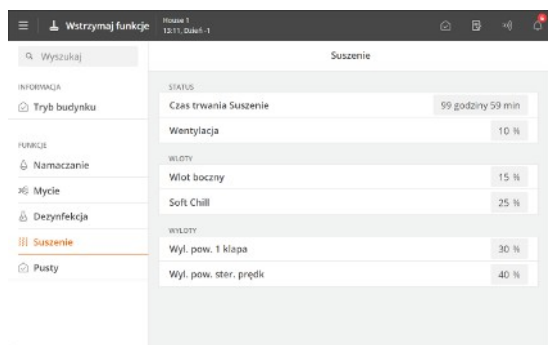 Wstrzymaj funkcje
House 1
13:11, Dzień -1
Wyszukaj
Suszenie
INFORMACJA
Tryb budynku
FUNKCJE
Namaczanie
Mycie
Dezynfekcja
Suszenie
Pusty
STATUS
Czas trwania Suszenie 99 godziny 59 min
Wentylacja 10 %
WLOTY
Wlot boczny 15 %
Soft Chill 25 %
WYLOTY
Wyl. pow. 1 klapa 30 %
Wyl. pow. ster. prędk 40 %